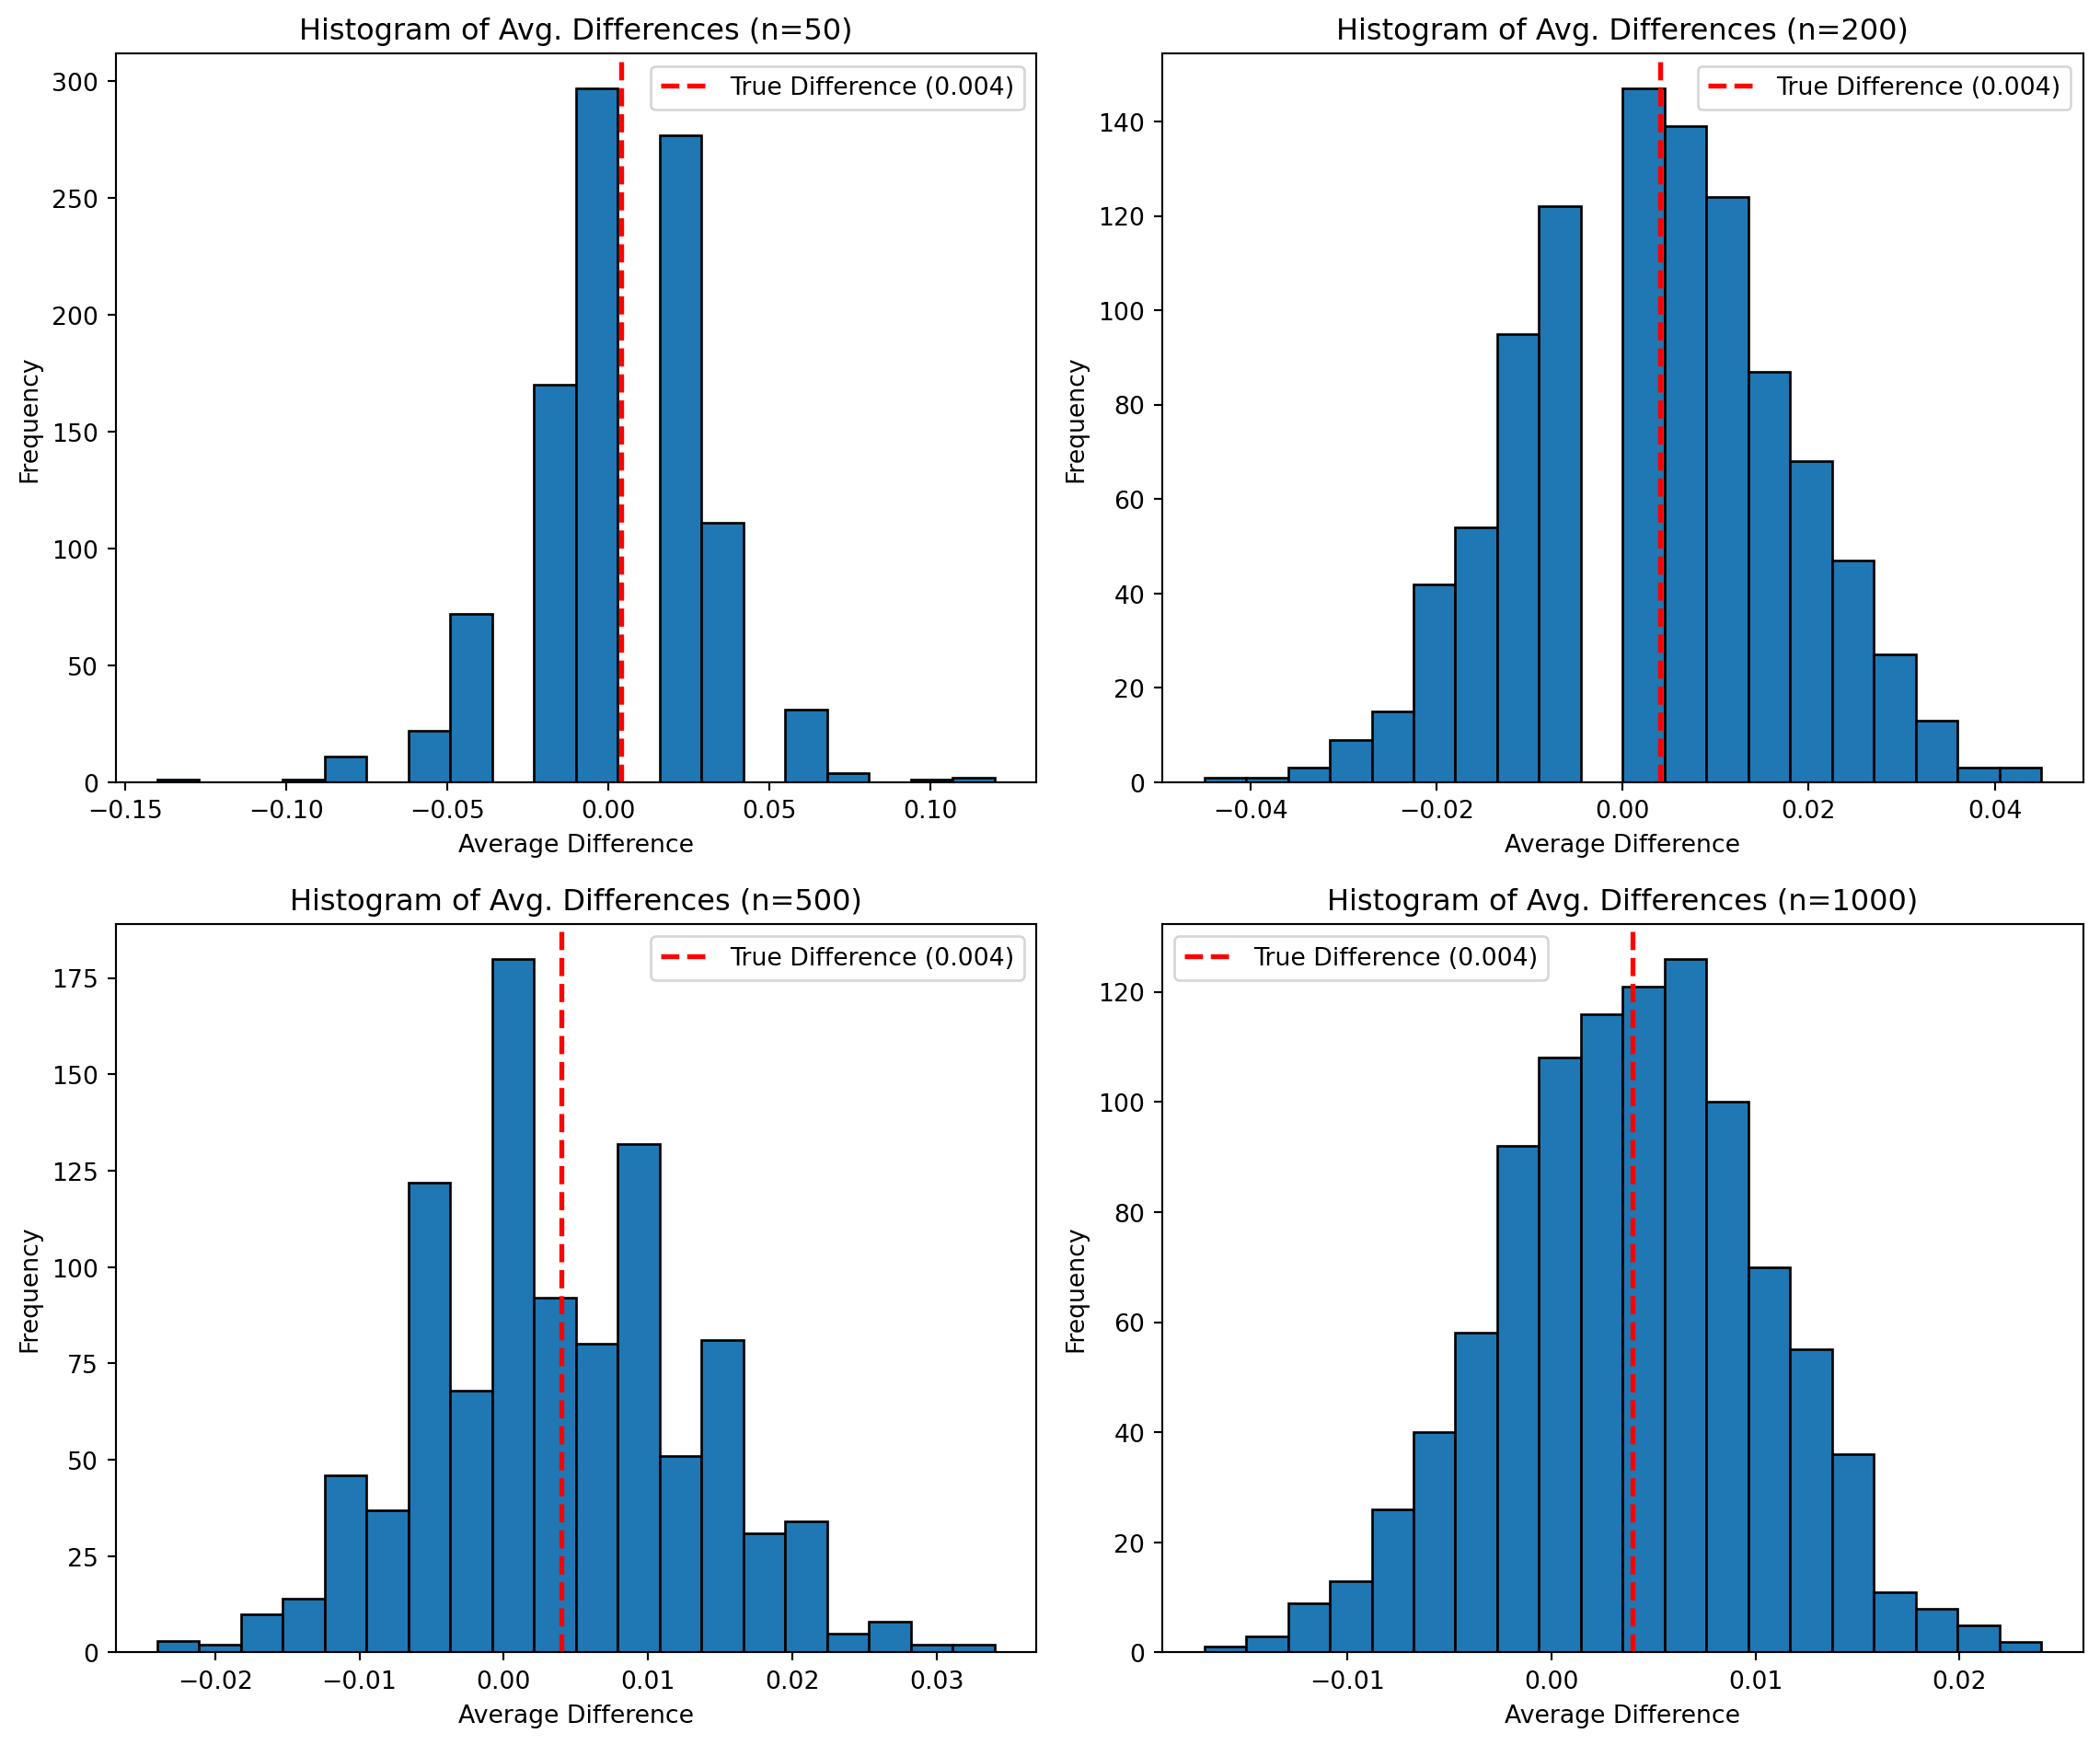 Histogram of Avg. Differences (n=50)
True Difference (0.004)
Frequency
300
250
200
150
100
50
0
−0.15 −0.10 −0.05 0.00 0.05 0.10
Average Difference
Histogram of Avg. Differences (n=200)
True Difference (0.004)
Frequency
140
120
100
80
60
40
20
0
−0.04 −0.02 0.00 0.02 0.04
Average Difference
Histogram of Avg. Differences (n=500)
True Difference (0.004)
Frequency
175
150
125
100
75
50
25
0
−0.02 −0.01 0.00 0.01 0.02 0.03
Average Difference
Histogram of Avg. Differences (n=1000)
True Difference (0.004)
Frequency
120
100
80
60
40
20
0
−0.01 0.00 0.01 0.02
Average Difference